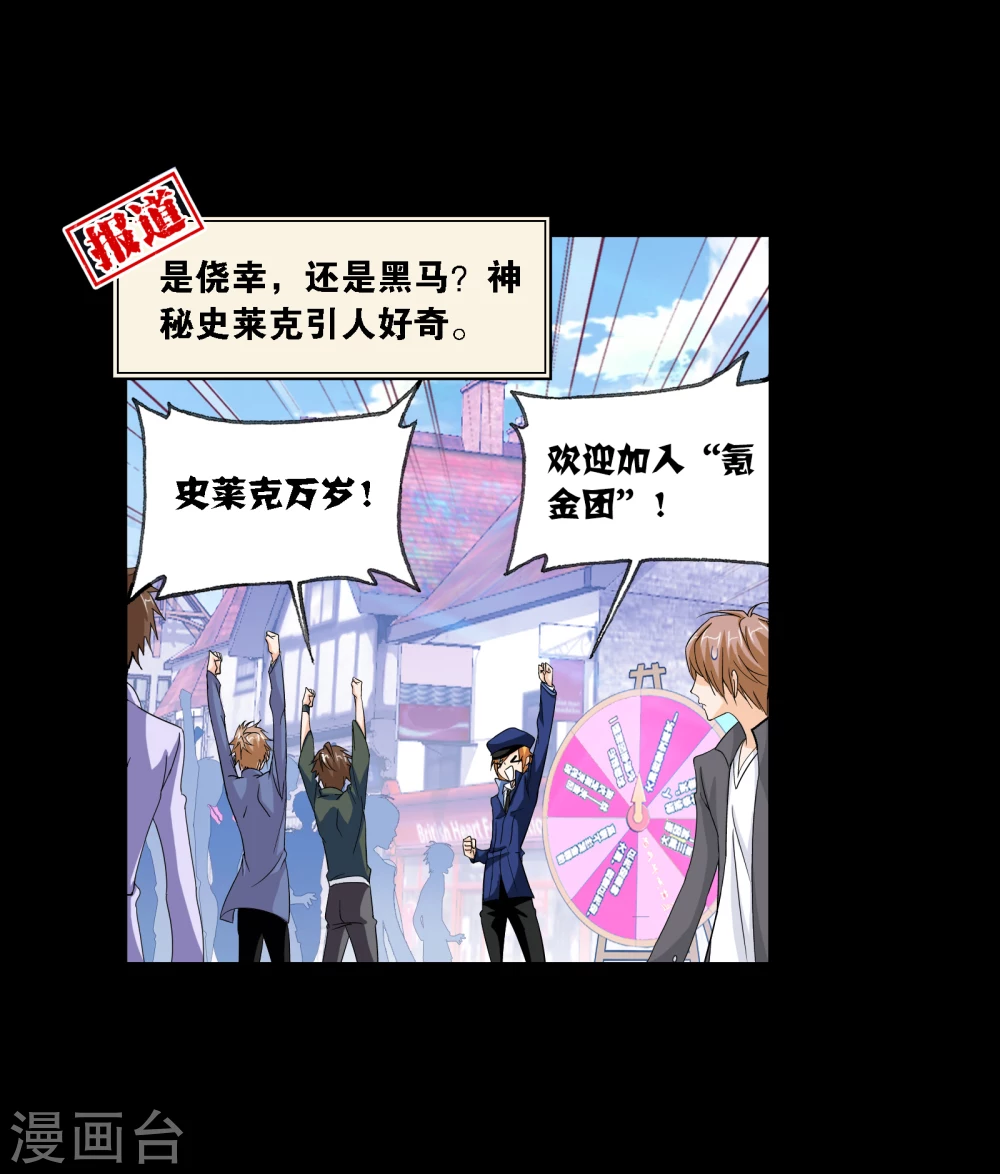 报道
是侥幸，还是黑马？神
秘史莱克引人好奇。
欢迎加入“氪
金团”！
史莱克万岁！
漫画台